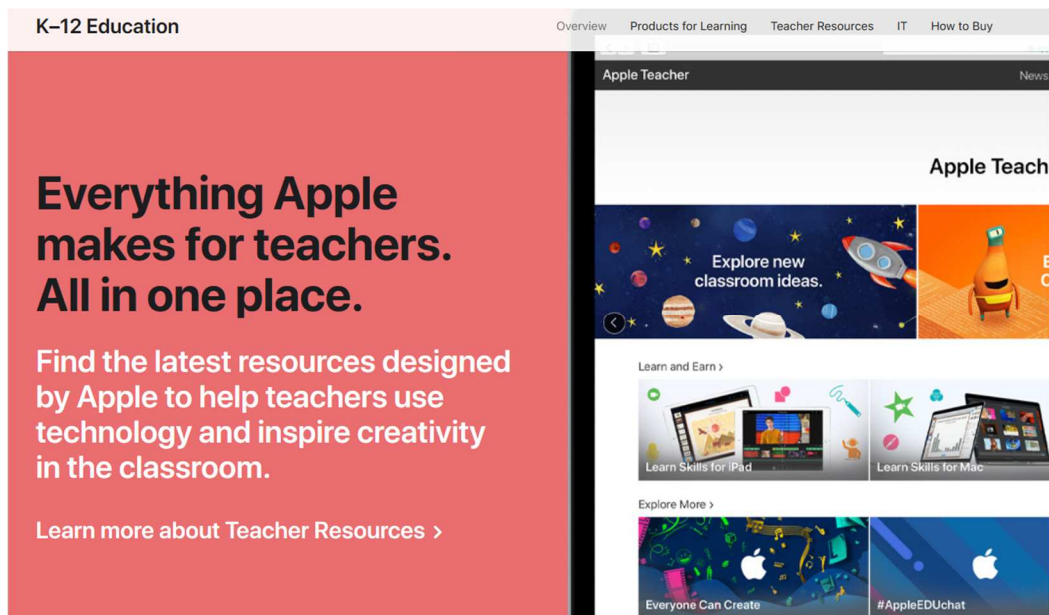 K–12 Education
Overview Products for Learning Teacher Resources IT How to Buy
Everything Apple
makes for teachers.
All in one place.
Find the latest resources designed
by Apple to help teachers use
technology and inspire creativity
in the classroom.
Learn more about Teacher Resources >
Apple Teacher
News
Apple Teach
Explore new
classroom ideas.
Learn and Earn >
Learn Skills for iPad
Learn Skills for Mac
Explore More >
Everyone Can Create
#AppleEDUchat